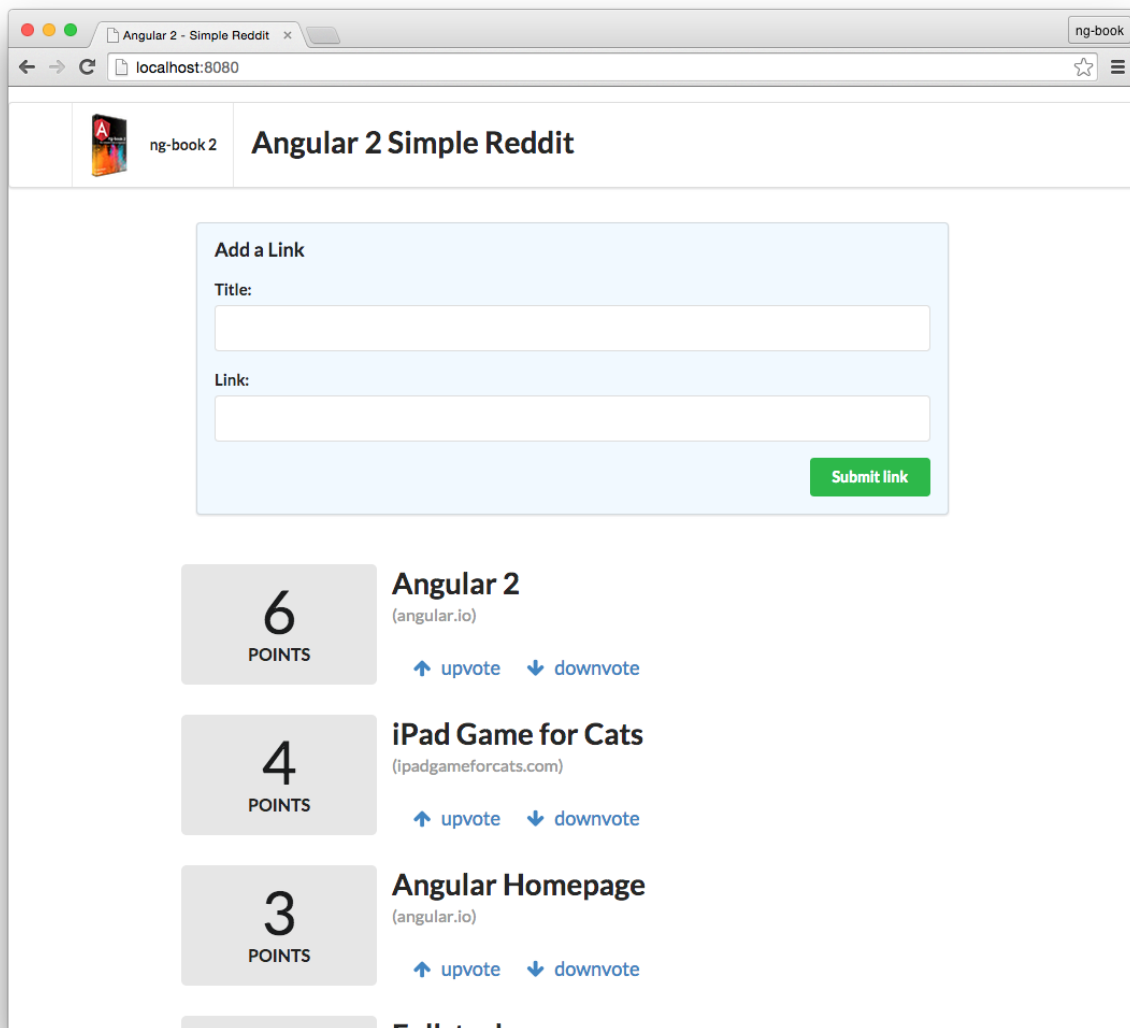 Angular 2 - Simple Reddit
ng-book
localhost:8080
ng-book 2
Angular 2 Simple Reddit
Add a Link
Title:
Link:
Submit link
6
POINTS
Angular 2
(angular.io)
upvote downvote
4
POINTS
iPad Game for Cats
(ipadgameforcats.com)
upvote downvote
3
POINTS
Angular Homepage
(angular.io)
upvote downvote